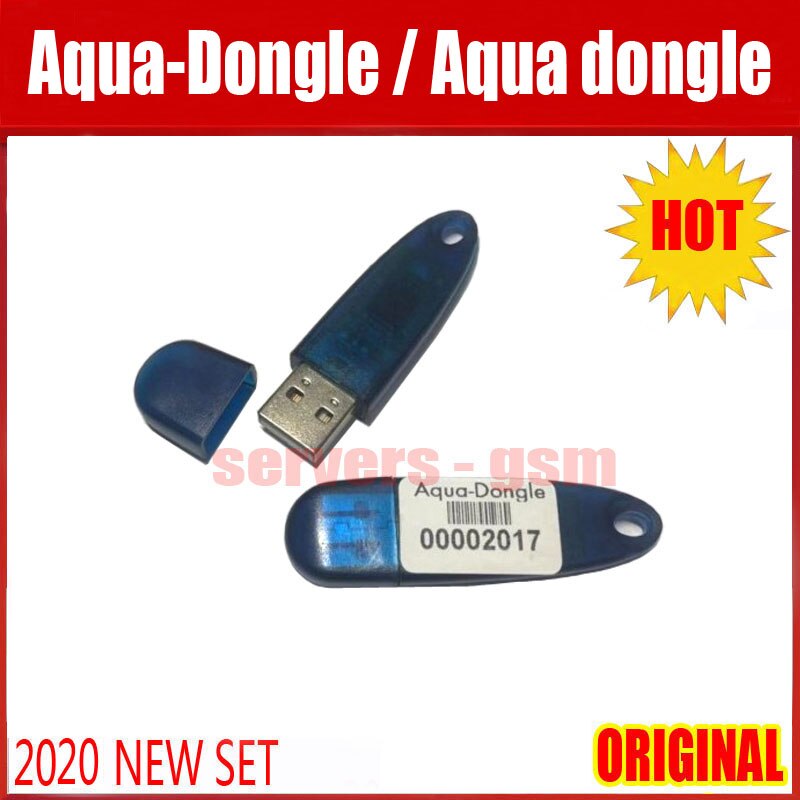 Aqua-Dongle / Aqua dongle
HOT
servers - gsm
Aqua-Dongle
00002017
2020 NEW SET
ORIGINAL